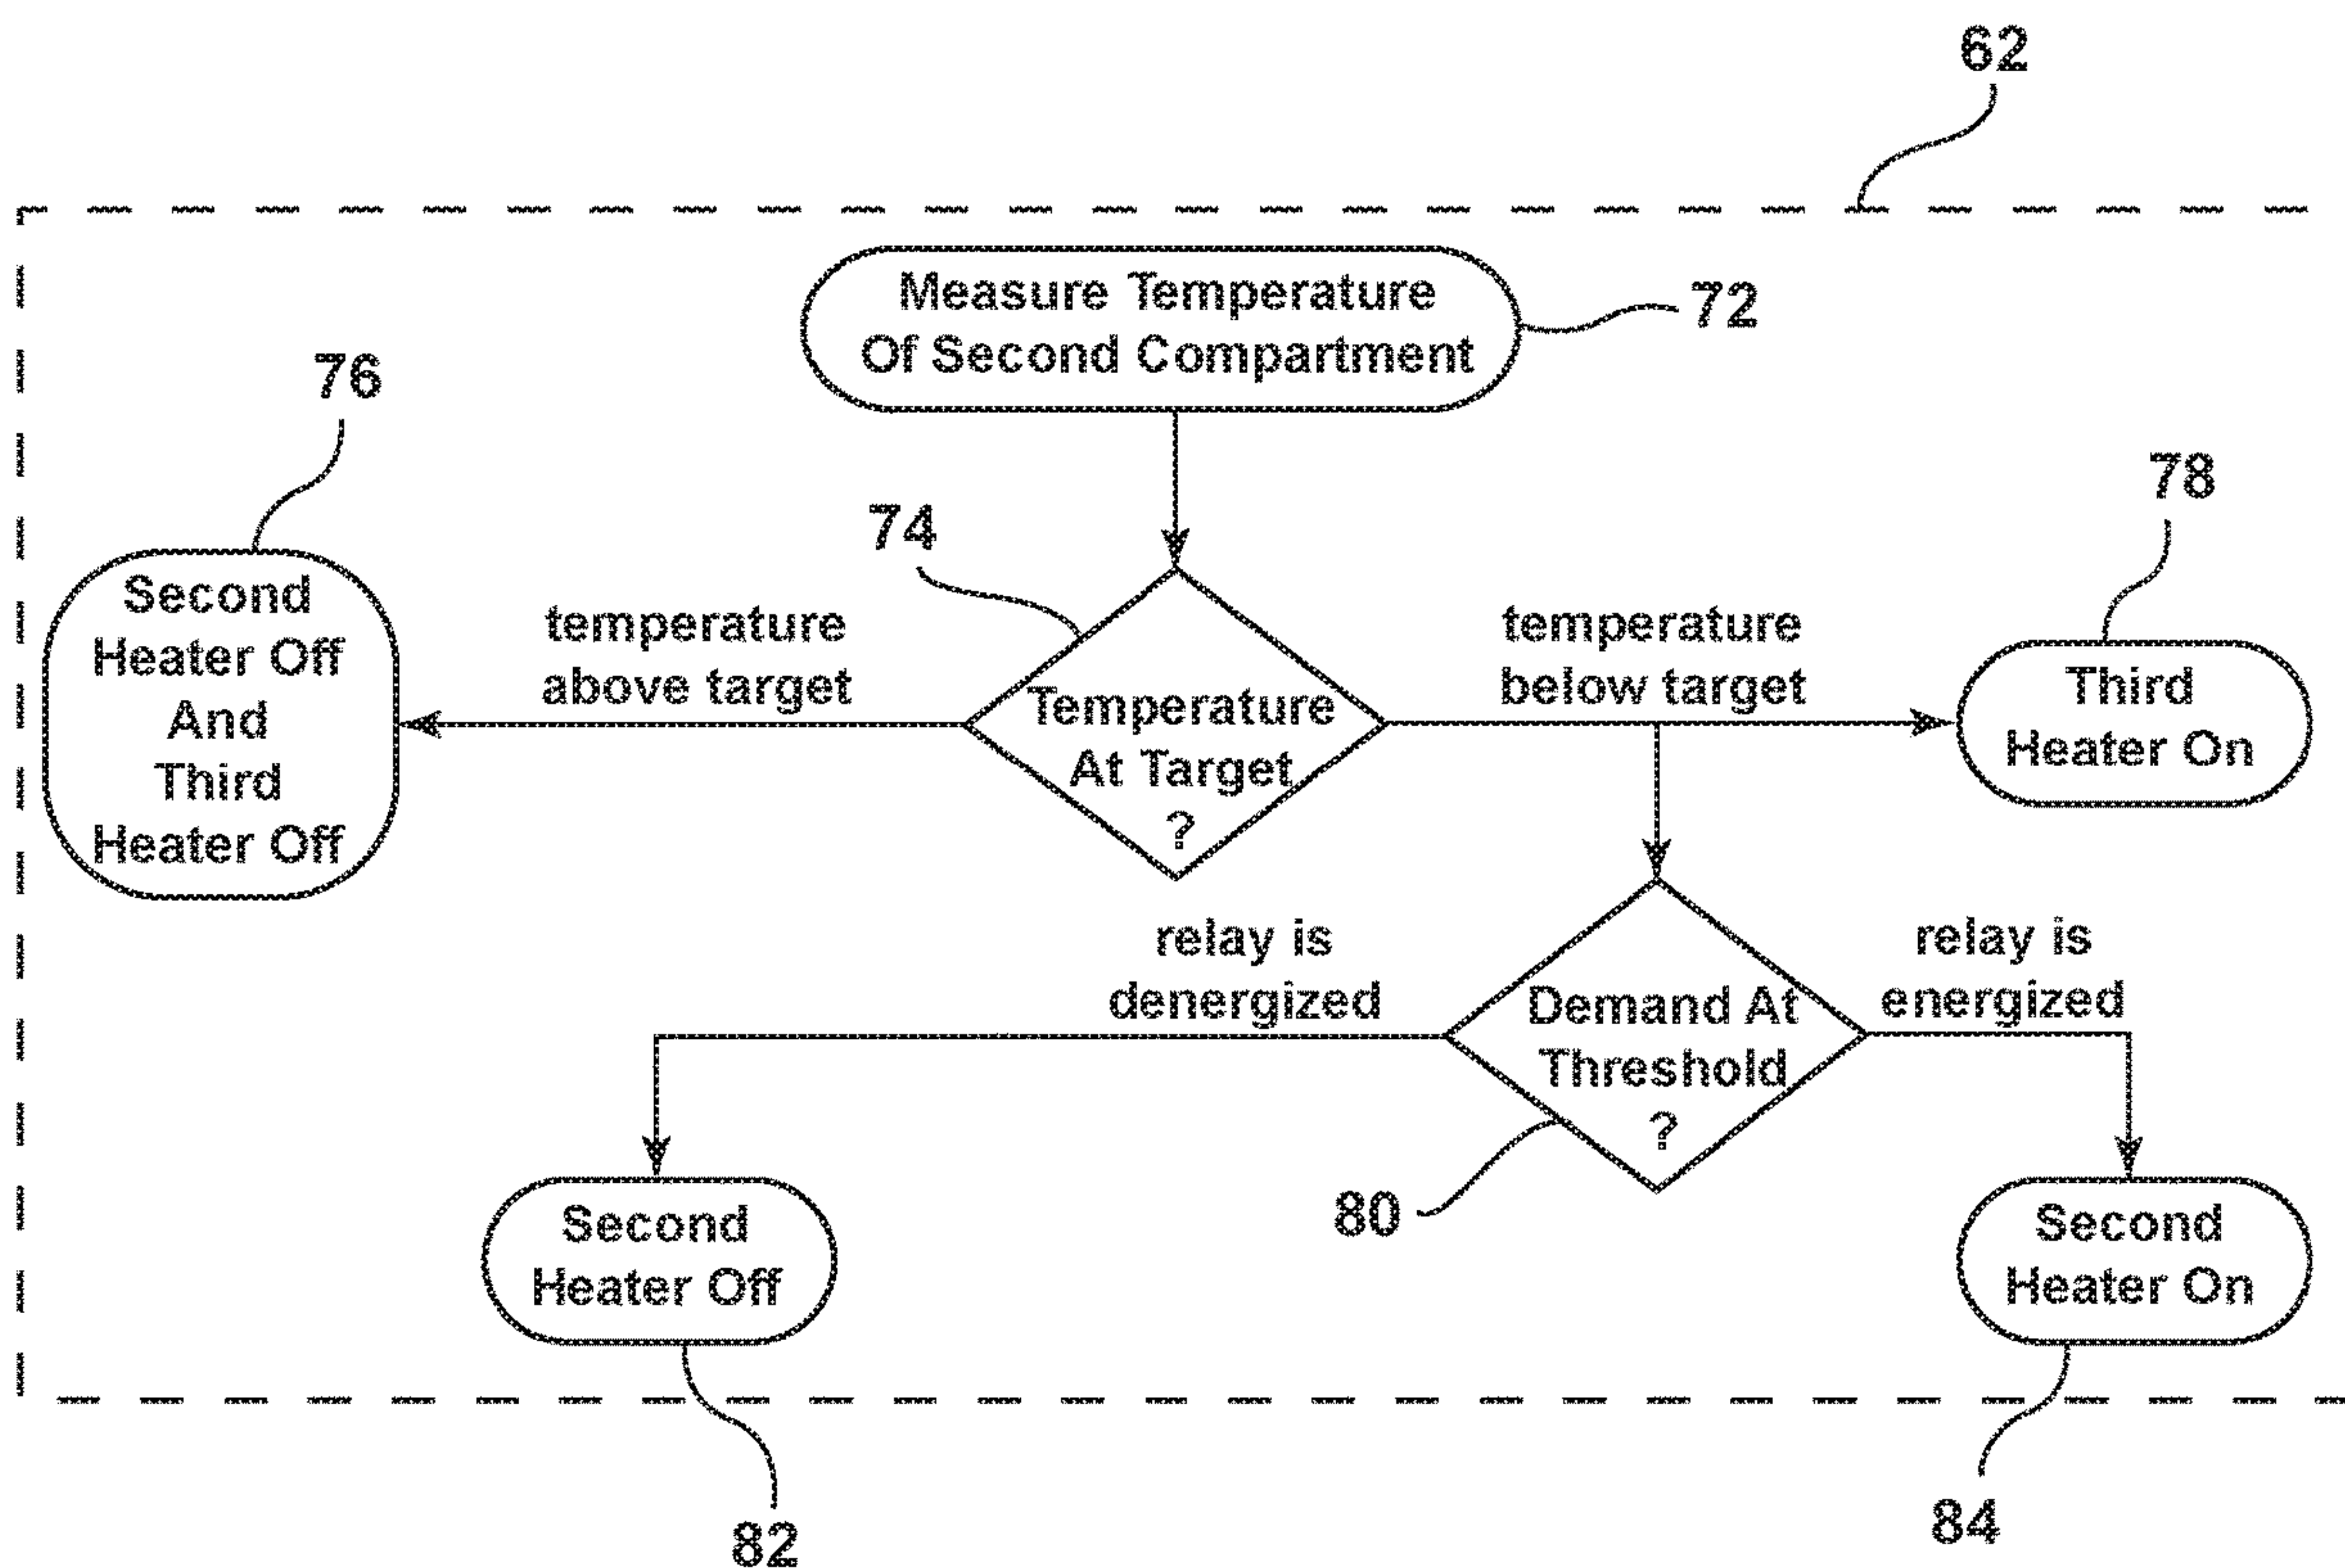 62
Measure Temperature
Of Second Compartment
72
76
74
78
Second
Heater Off
And
Third
Heater Off
temperature
above target
Temperature
At Target
?
temperature
below target
Third
Heater On
relay is
denergized
Demand At
Threshold
?
relay is
energized
80
Second
Heater Off
Second
Heater On
82
84